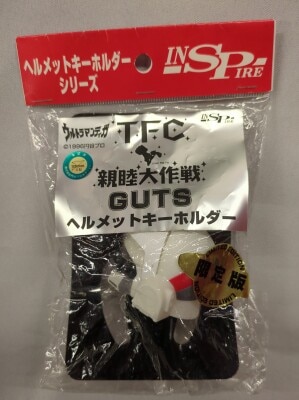 ヘルメットキーホルダー
シリーズ
INSPIRE
ウルトラマンティガ
©1996円谷プロ
INSPIRE
T.F.C
親睦大作戦
GUTS
ヘルメットキーホルダー
限定版